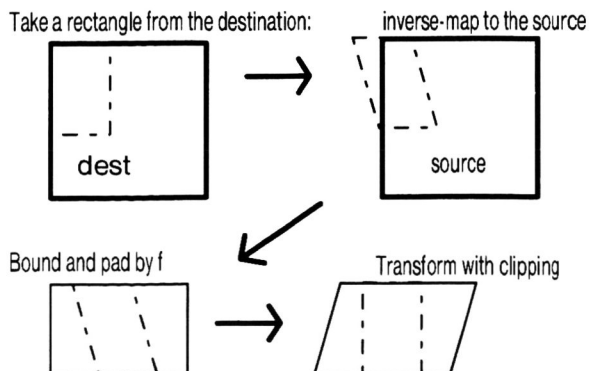 Take a rectangle from the destination:
inverse-map to the source
dest
source
Bound and pad by f
Transform with clipping